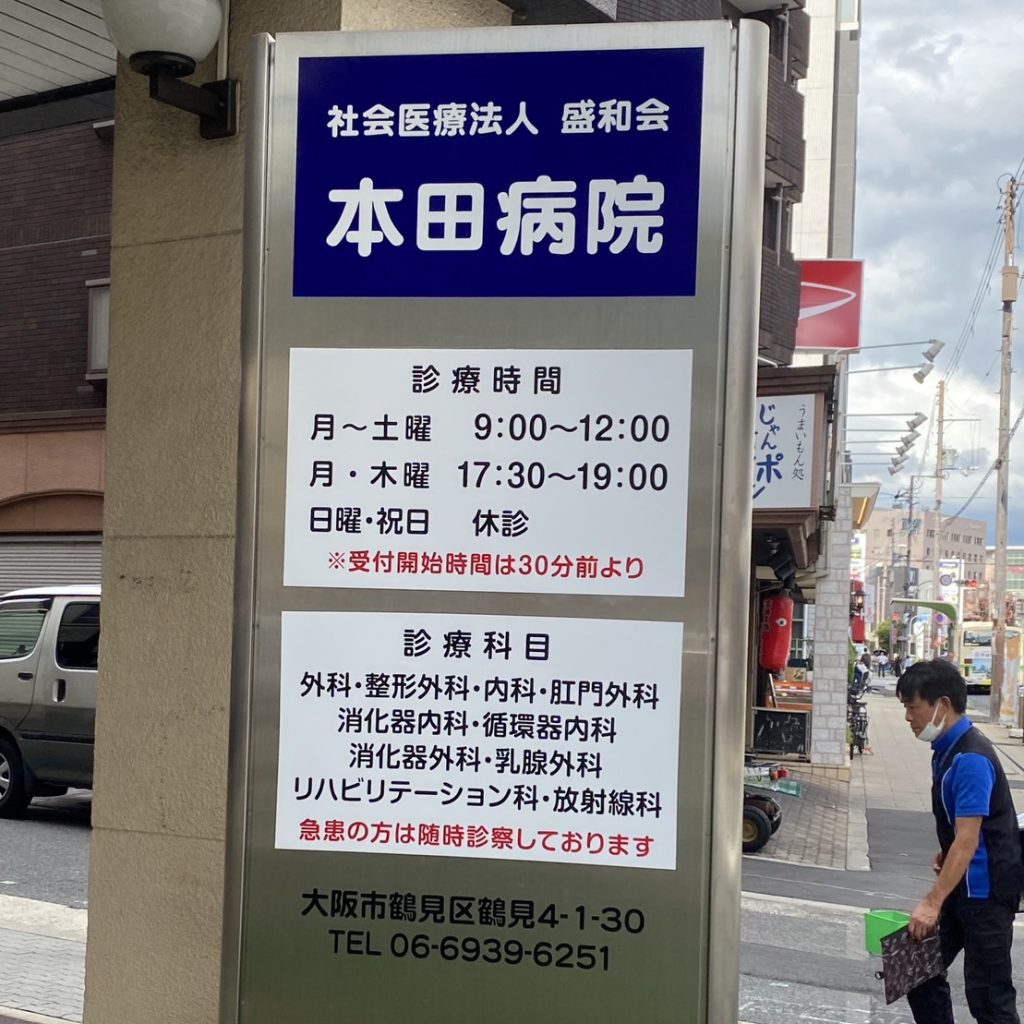 社会医療法人 盛和会
本田病院
診療時間
月～土曜 9:00～12:00
月・木曜 17:30～19:00
日曜・祝日 休診
※受付開始時間は30分前より
診療科目
外科・整形外科・内科・肛門外科
消化器内科・循環器内科
消化器外科・乳腺外科
リハビリテーション科・放射線科
急患の方は随時診察しております
大阪市鶴見区鶴見4-1-30
TEL 06-6939-6251
うまいもん処
じゃん